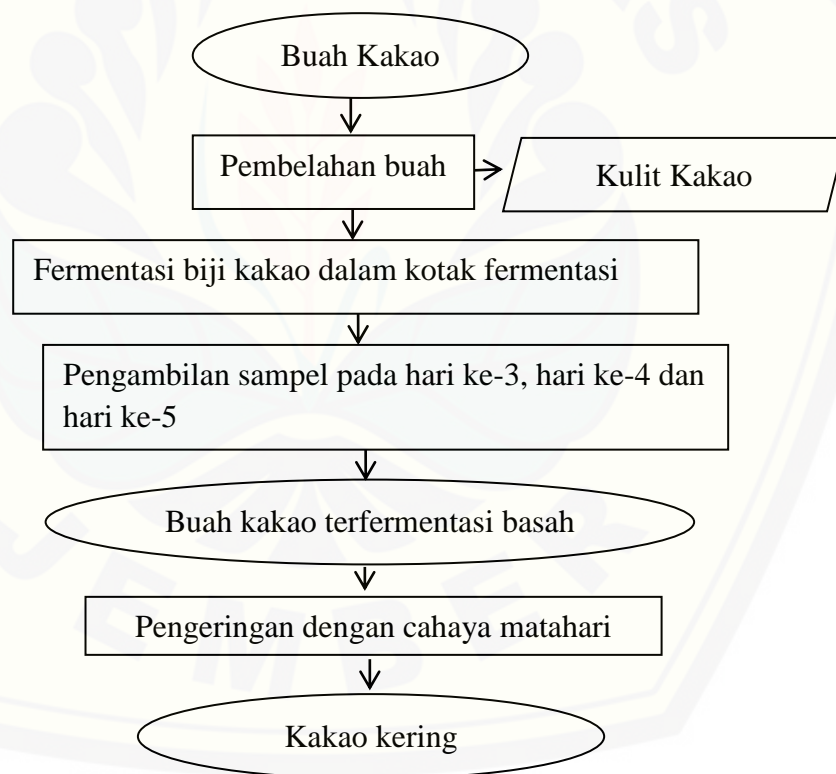 Buah Kakao
Pembelahan buah
Kulit Kakao
Fermentasi biji kakao dalam kotak fermentasi
Pengambilan sampel pada hari ke-3, hari ke-4 dan
hari ke-5
Buah kakao terfermentasi basah
Pengeringan dengan cahaya matahari
Kakao kering
JEMBER
S